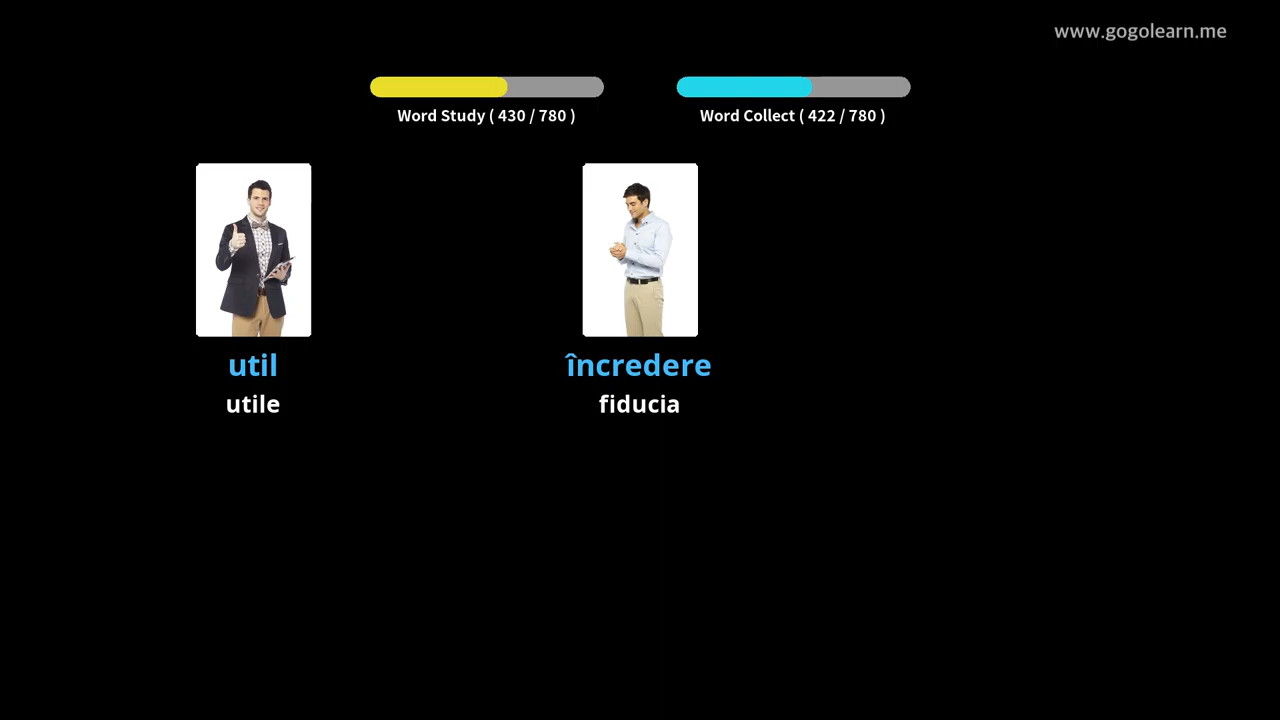 www.gogolearn.me
Word Study ( 430 / 780 )
Word Collect ( 422 / 780 )
util
utile
încredere
fiducia